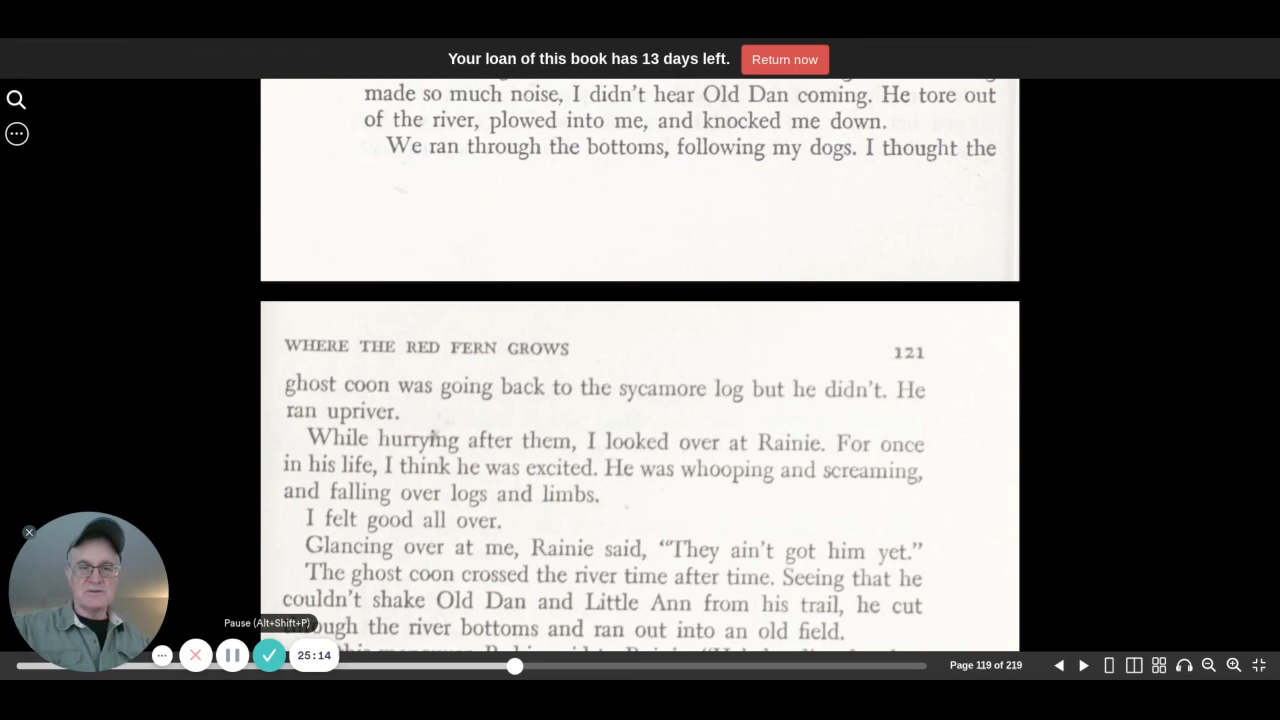 Your loan of this book has 13 days left. Return now
made so much noise, I didn't hear Old Dan coming. He tore out
of the river, plowed into me, and knocked me down.
We ran through the bottoms, following my dogs. I thought the
WHERE THE RED FERN GROWS 121
ghost coon was going back to the sycamore log but he didn't. He
ran upriver.
While hurrying after them, I looked over at Rainie. For once
in his life, I think he was excited. He was whooping and screaming,
and falling over logs and limbs.
I felt good all over.
Glancing over at me, Rainie said, “They ain't got him yet.”
The ghost coon crossed the river time after time. Seeing that he
couldn't shake Old Dan and Little Ann from his trail, he cut
the river bottoms and ran out into an old field.
Pause (Alt+Shift+P)
25:14
Page 119 of 219